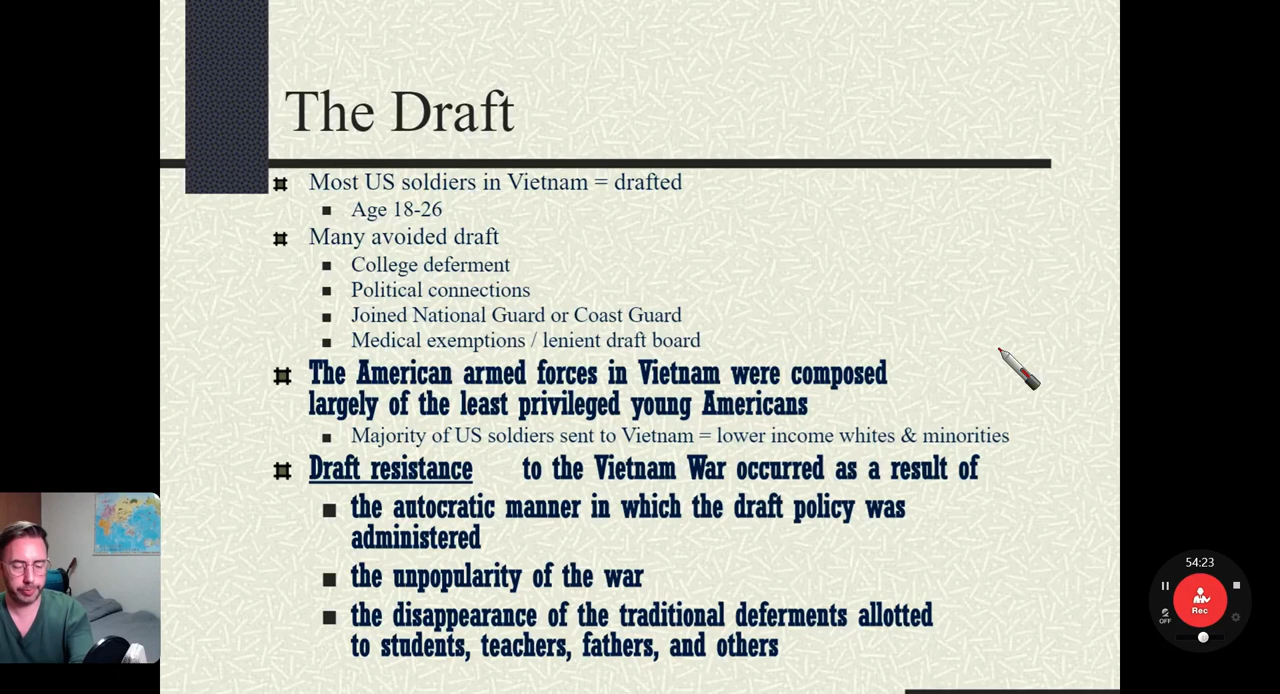 The Draft
Most US soldiers in Vietnam = drafted
Age 18-26
Many avoided draft
College deferment
Political connections
Joined National Guard or Coast Guard
Medical exemptions / lenient draft board
The American armed forces in Vietnam were composed
largely of the least privileged young Americans
Majority of US soldiers sent to Vietnam = lower income whites & minorities
Draft resistance to the Vietnam War occurred as a result of
the autocratic manner in which the draft policy was
administered
the unpopularity of the war
the disappearance of the traditional deferments allotted
to students, teachers, fathers, and others
54:23
Rec
OFF